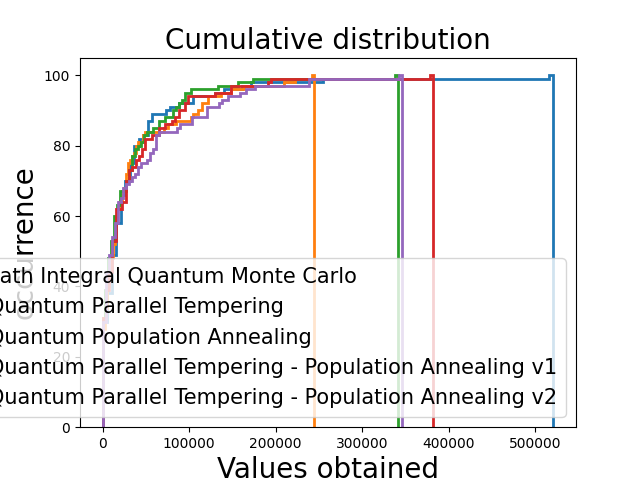 Cumulative distribution
100
80
60
40
20
0
occurrence
ath Integral Quantum Monte Carlo
Quantum Parallel Tempering
Quantum Population Annealing
Quantum Parallel Tempering - Population Annealing v1
Quantum Parallel Tempering - Population Annealing v2
0 100000 200000 300000 400000 500000
Values obtained